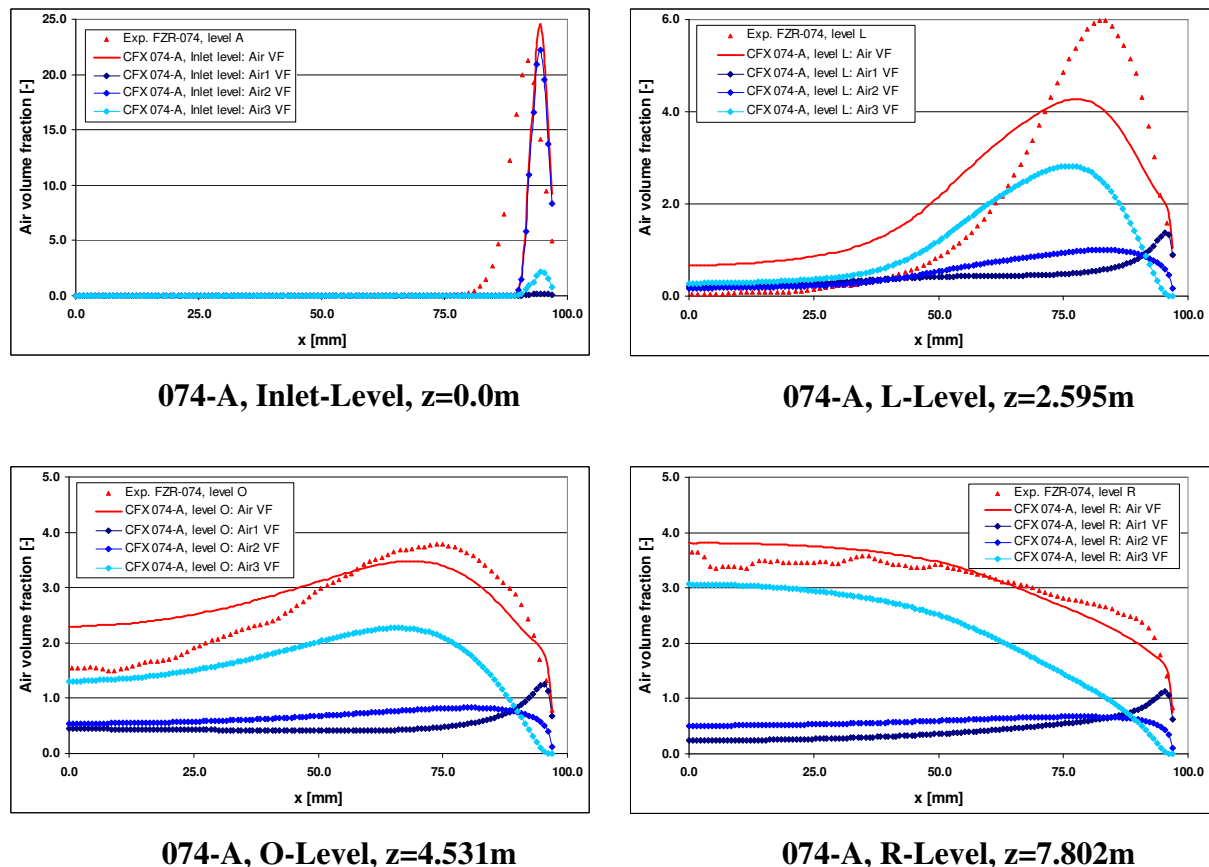 25.0
20.0
15.0
10.0
5.0
0.0
Air volume fraction [-]
Exp. FZR-074, level A
CFX 074-A, Inlet level: Air VF
CFX 074-A, Inlet level: Air1 VF
CFX 074-A, Inlet level: Air2 VF
CFX 074-A, Inlet level: Air3 VF
0.0 25.0 50.0 75.0 100.0
x [mm]
074-A, Inlet-Level, z=0.0m
6.0
4.0
2.0
0.0
Air volume fraction [-]
Exp. FZR-074, level L
CFX 074-A, level L: Air VF
CFX 074-A, level L: Air1 VF
CFX 074-A, level L: Air2 VF
CFX 074-A, level L: Air3 VF
0.0 25.0 50.0 75.0 100.0
x [mm]
074-A, L-Level, z=2.595m
5.0
4.0
3.0
2.0
1.0
0.0
Air volume fraction [-]
Exp. FZR-074, level O
CFX 074-A, level O: Air VF
CFX 074-A, level O: Air1 VF
CFX 074-A, level O: Air2 VF
CFX 074-A, level O: Air3 VF
0.0 25.0 50.0 75.0 100.0
x [mm]
074-A, O-Level, z=4.531m
5.0
4.0
3.0
2.0
1.0
0.0
Air volume fraction [-]
Exp. FZR-074, level R
CFX 074-A, level R: Air VF
CFX 074-A, level R: Air1 VF
CFX 074-A, level R: Air2 VF
CFX 074-A, level R: Air3 VF
0.0 25.0 50.0 75.0 100.0
x [mm]
074-A, R-Level, z=7.802m